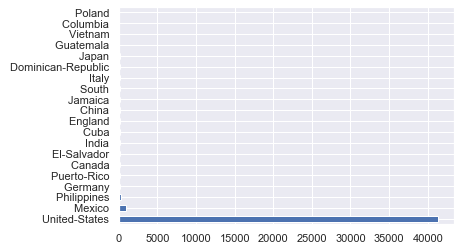 Poland
Columbia
Vietnam
Guatemala
Japan
Dominican-Republic
Italy
South
Jamaica
China
England
Cuba
India
El-Salvador
Canada
Puerto-Rico
Germany
Philippines
Mexico
United-States
0 5000 10000 15000 20000 25000 30000 35000 40000